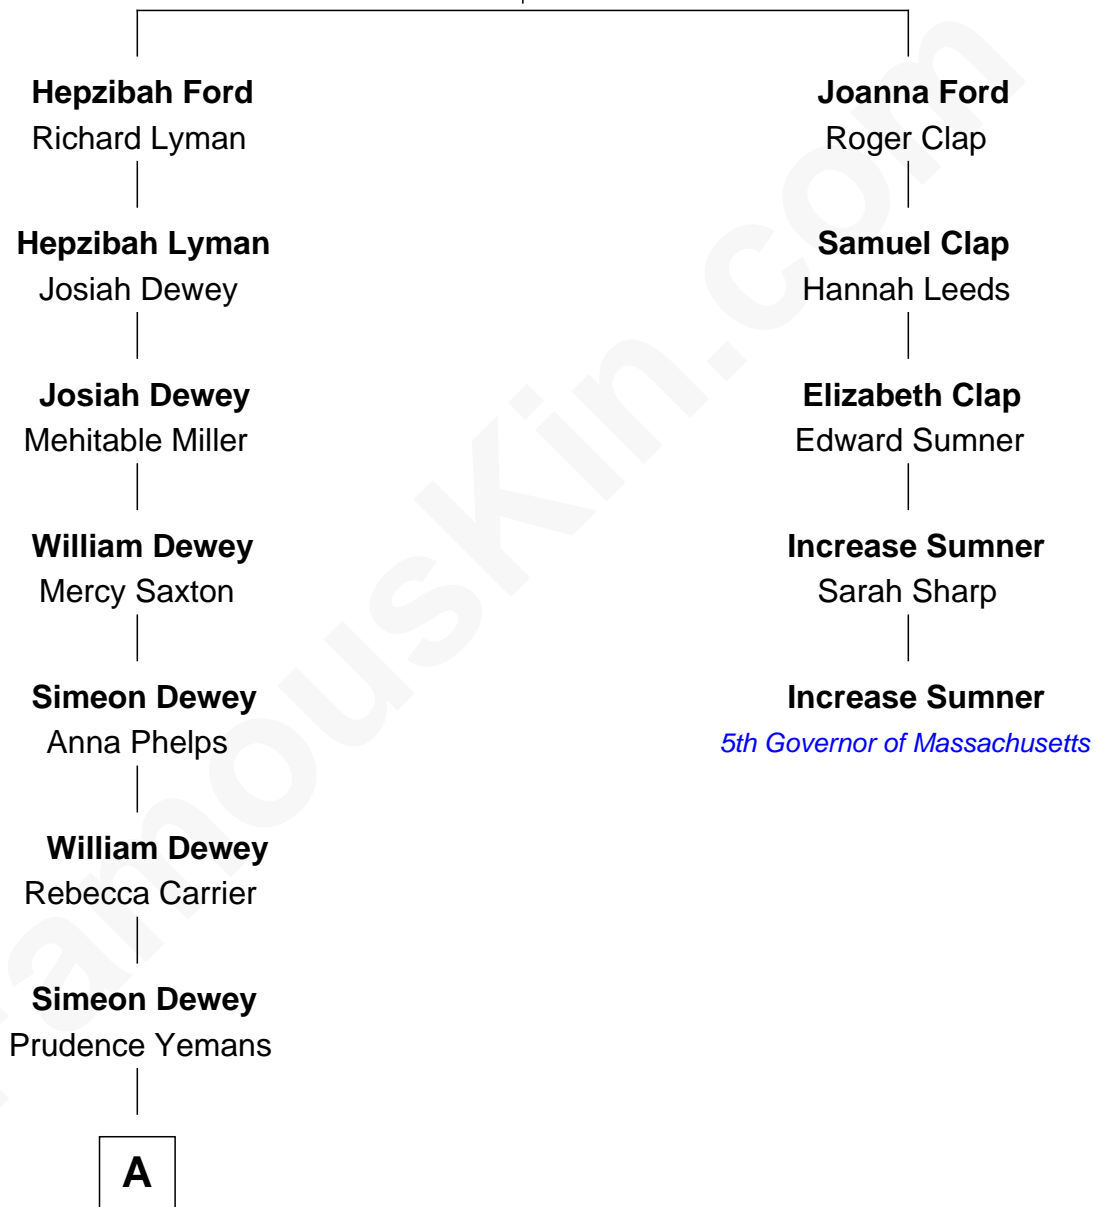 Hepzibah Ford
Richard Lyman
Hepzibah Lyman
Josiah Dewey
Josiah Dewey
Mehitable Miller
William Dewey
Mercy Saxton
Simeon Dewey
Anna Phelps
William Dewey
Rebecca Carrier
Simeon Dewey
Prudence Yemans
A
Joanna Ford
Roger Clap
Samuel Clap
Hannah Leeds
Elizabeth Clap
Edward Sumner
Increase Sumner
Sarah Sharp
Increase Sumner
5th Governor of Massachusetts
FamousKin.com